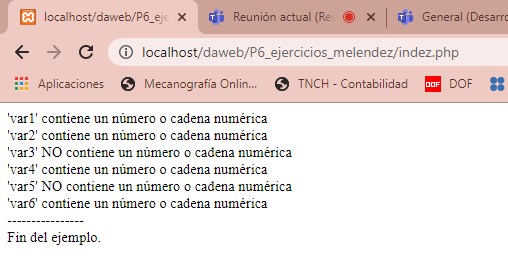 localhost/daweb/P6_eje
Reunión actual (Reu
General (Desarro
localhost/daweb/P6_ejercicios_melendez/indez.php
Aplicaciones
Mecanografía Onlin...
TNCH - Contabilidad
DOF
DOF
'var1' contiene un número o cadena numérica
'var2' contiene un número o cadena numérica
'var3' NO contiene un número o cadena numérica
'var4' contiene un número o cadena numérica
'var5' NO contiene un número o cadena numérica
'var6' contiene un número o cadena numérica
----------------
Fin del ejemplo.